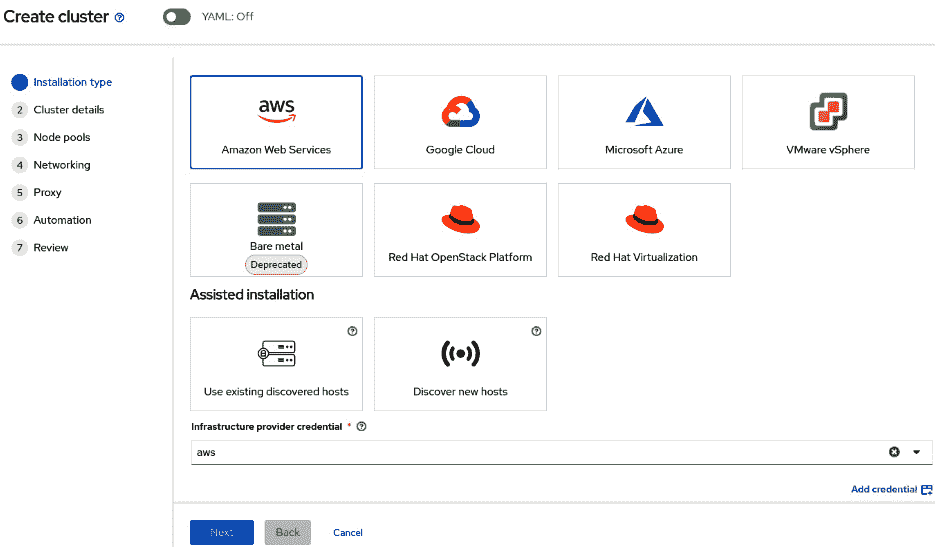 Create cluster
YAML: Off
Installation type
2 Cluster details
3 Node pools
4 Networking
5 Proxy
6 Automation
7 Review
aws
Amazon Web Services
Google Cloud
Microsoft Azure
VMware vSphere
Bare metal
Deprecated
Red Hat OpenStack Platform
Red Hat Virtualization
Assisted installation
Use existing discovered hosts
Discover new hosts
Infrastructure provider credential *
aws
Add credential
Next
Back
Cancel